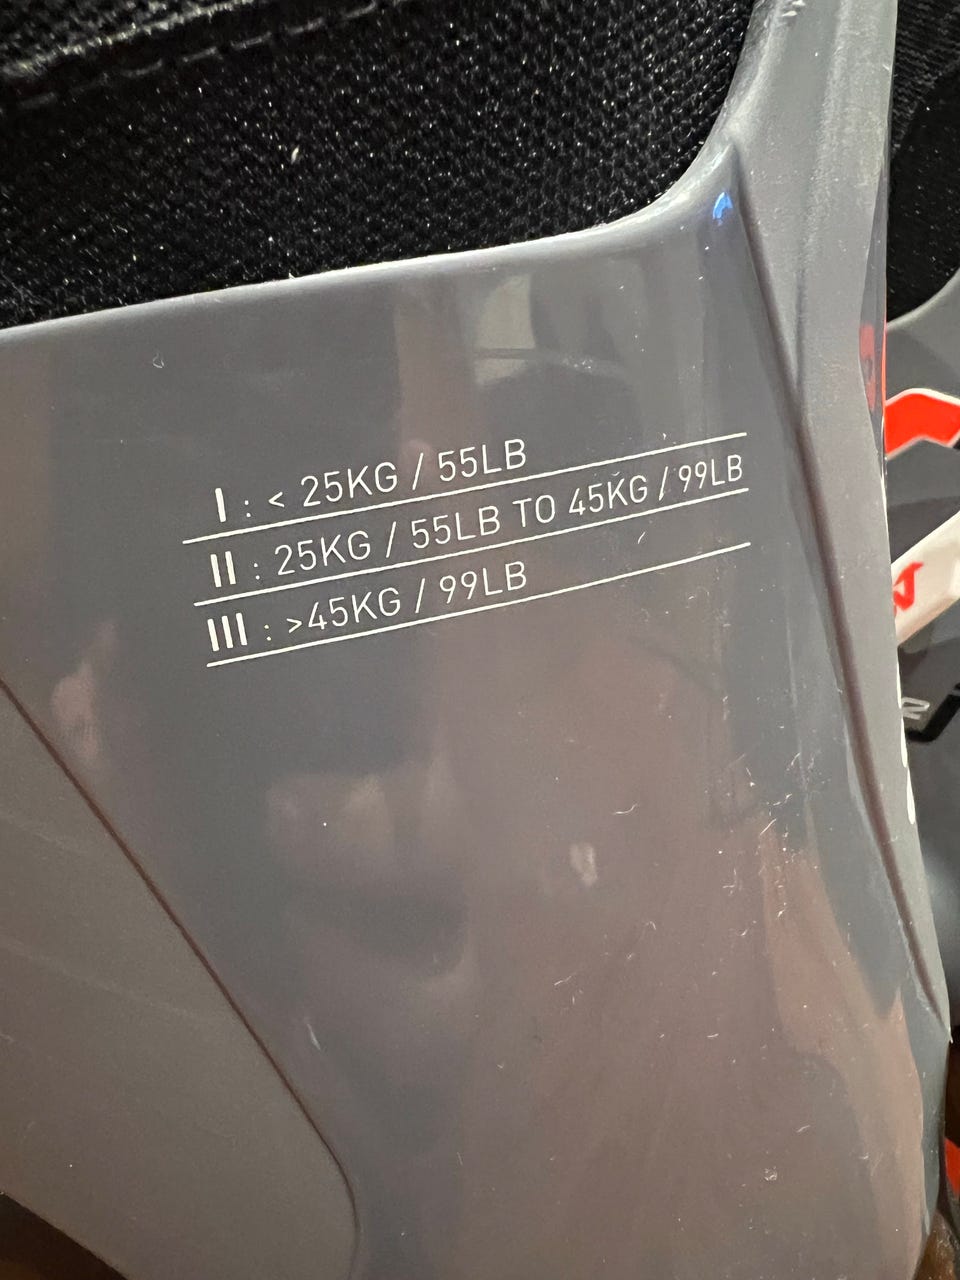 I : < 25KG / 55LB
II : 25KG / 55LB TO 45KG / 99LB
III : >45KG / 99LB